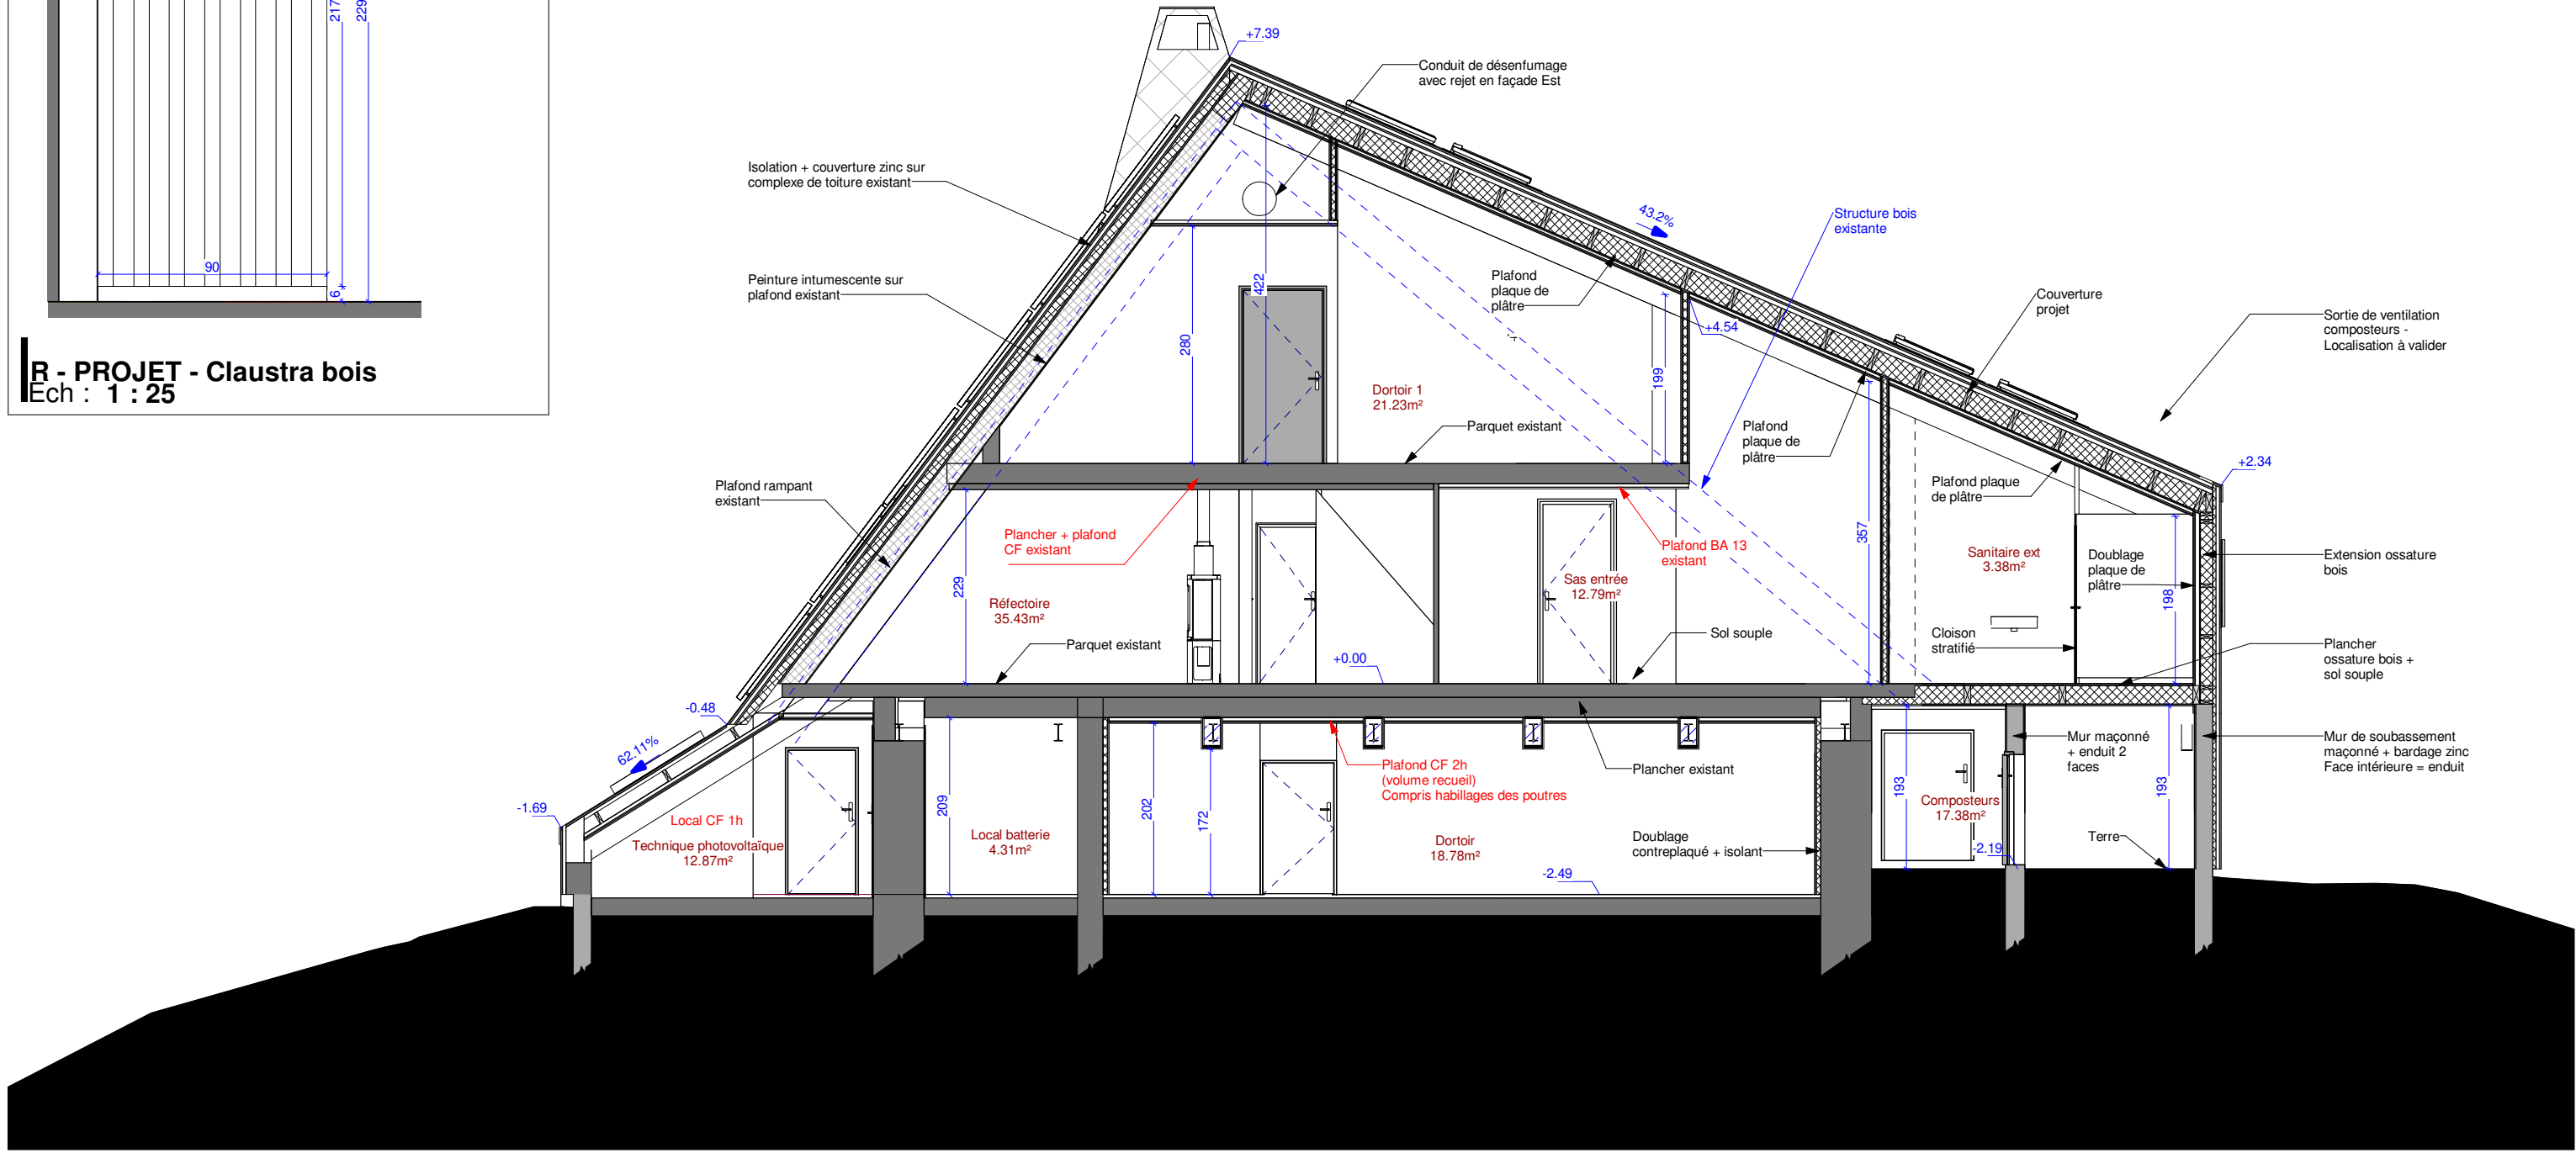 217
229
90
6
R - PROJET - Claustra bois
Ech : 1 : 25
+7.39
Conduit de désenfumage
avec rejet en façade Est
Isolation + couverture zinc sur
complexe de toiture existant
43.2%
Structure bois
existante
Peinture intumescente sur
plafond existant
422
280
Plafond
plaque de
plâtre
+4.54
Couverture
projet
Sortie de ventilation
composteurs -
Localisation à valider
199
Dortoir 1
21.23m²
Parquet existant
Plafond
plaque de
plâtre
+2.34
Plafond rampant
existant
Plafond plaque
de plâtre
Plancher + plafond
CF existant
Plafond BA 13
existant
357
Sanitaire ext
3.38m²
Doublage
plaque de
plâtre
Extension ossature
bois
229
Réfectoire
35.43m²
Sas entrée
12.79m²
198
Parquet existant
Sol souple
Cloison
stratifié
Plancher
ossature bois +
sol souple
+0.00
-0.48
62.11%
Mur maçonné
+ enduit 2
faces
Mur de soubassement
maçonné + bardage zinc
Face intérieure = enduit
Plafond CF 2h
(volume recueil)
Compris habillages des poutres
Plancher existant
-1.69
209
202
172
193
193
Composteurs
17.38m²
Local CF 1h
Technique photovoltaïque
12.87m²
Local batterie
4.31m²
Dortoir
18.78m²
Doublage
contreplaqué + isolant
Terre
-2.19
-2.49